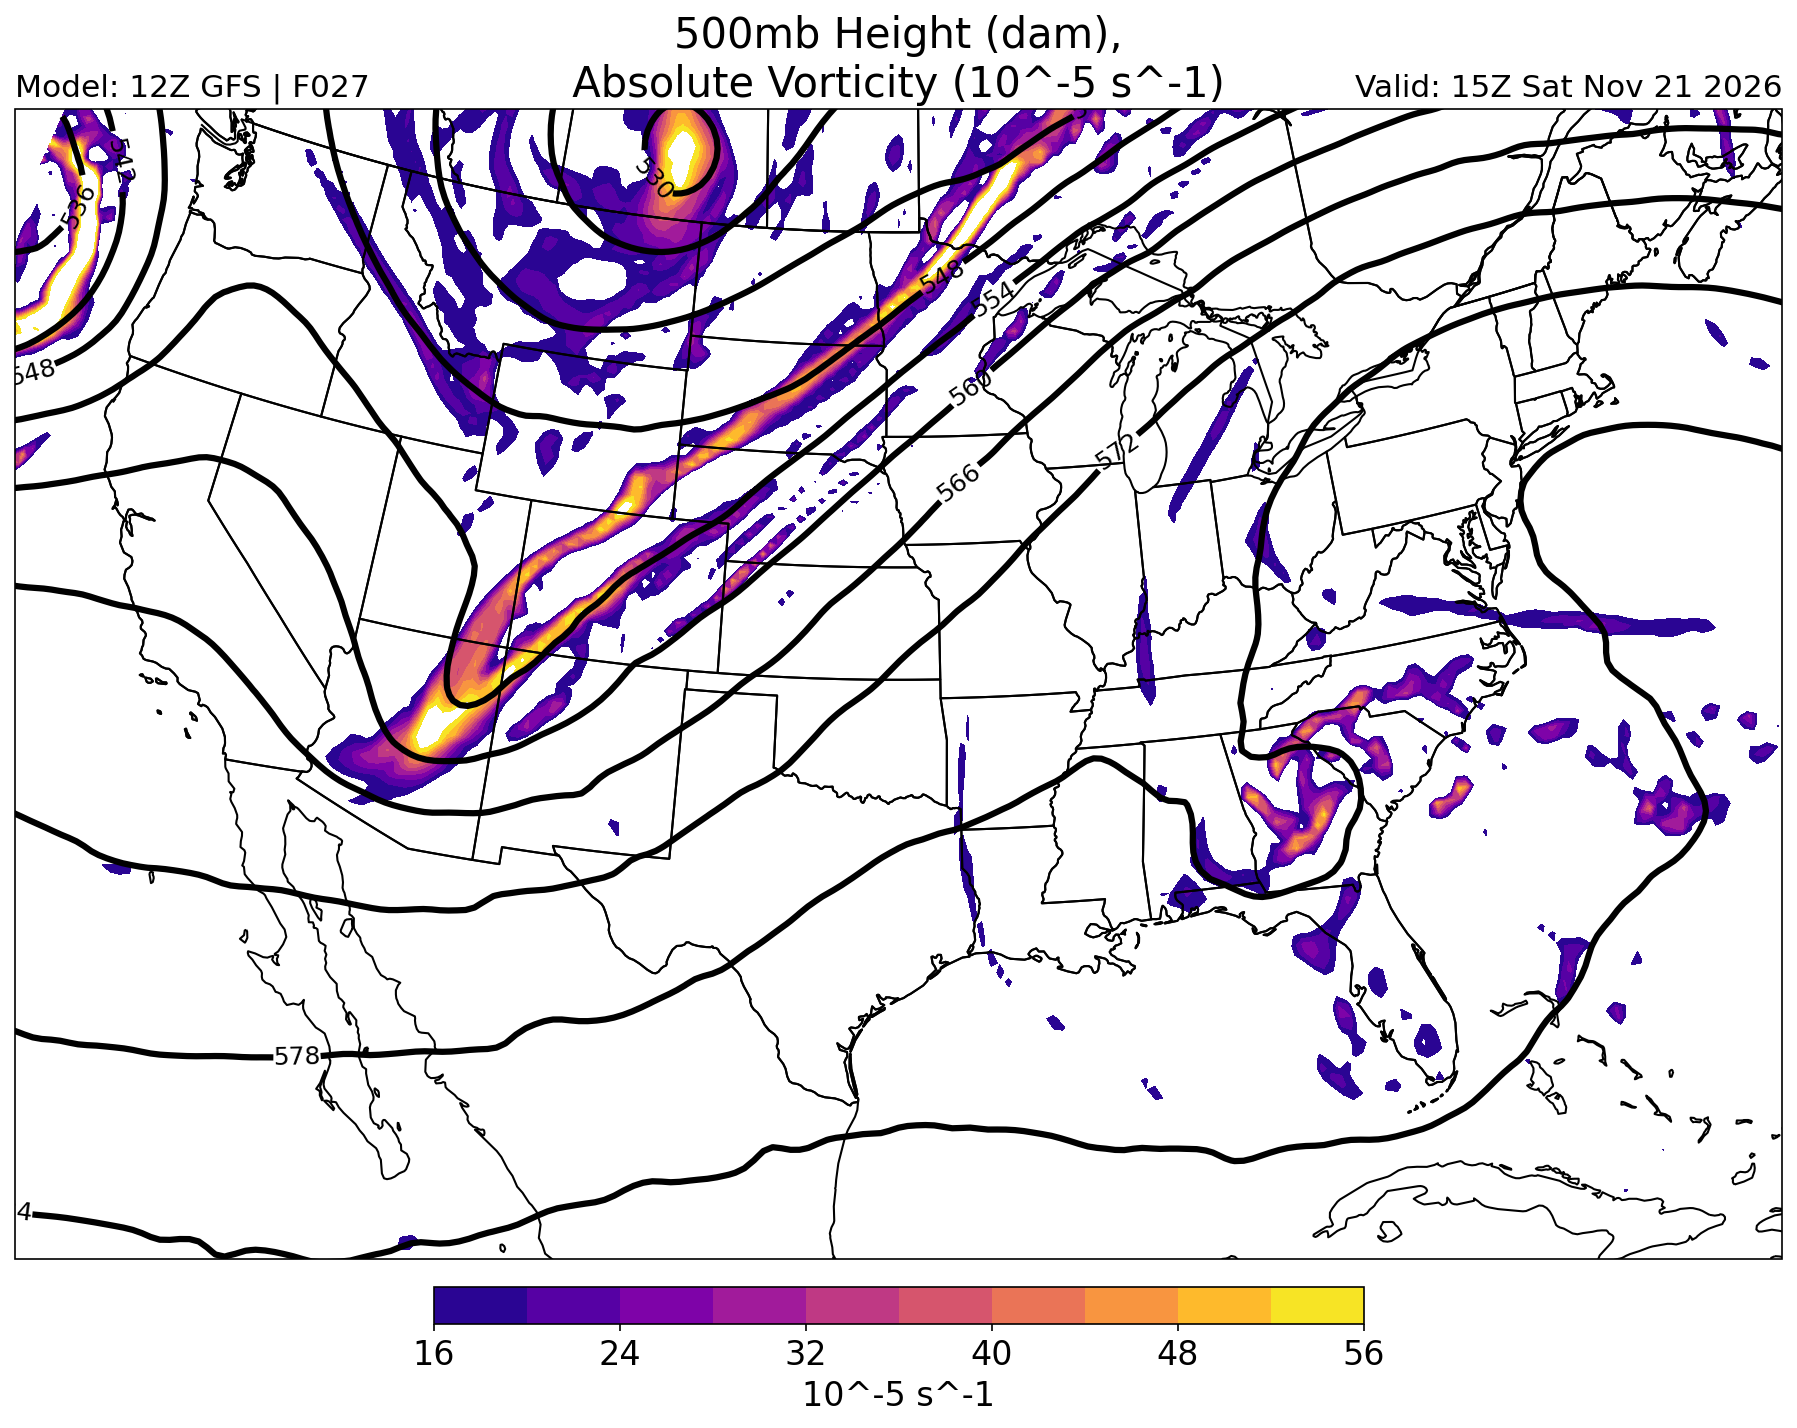 500mb Height (dam),
Absolute Vorticity (10^-5 s^-1)
Model: 12Z GFS | F027
Valid: 15Z Sat Nov 21 2026
542
536
530
548
548
554
560
566
572
578
4
16 24 32 40 48 56
10^-5 s^-1